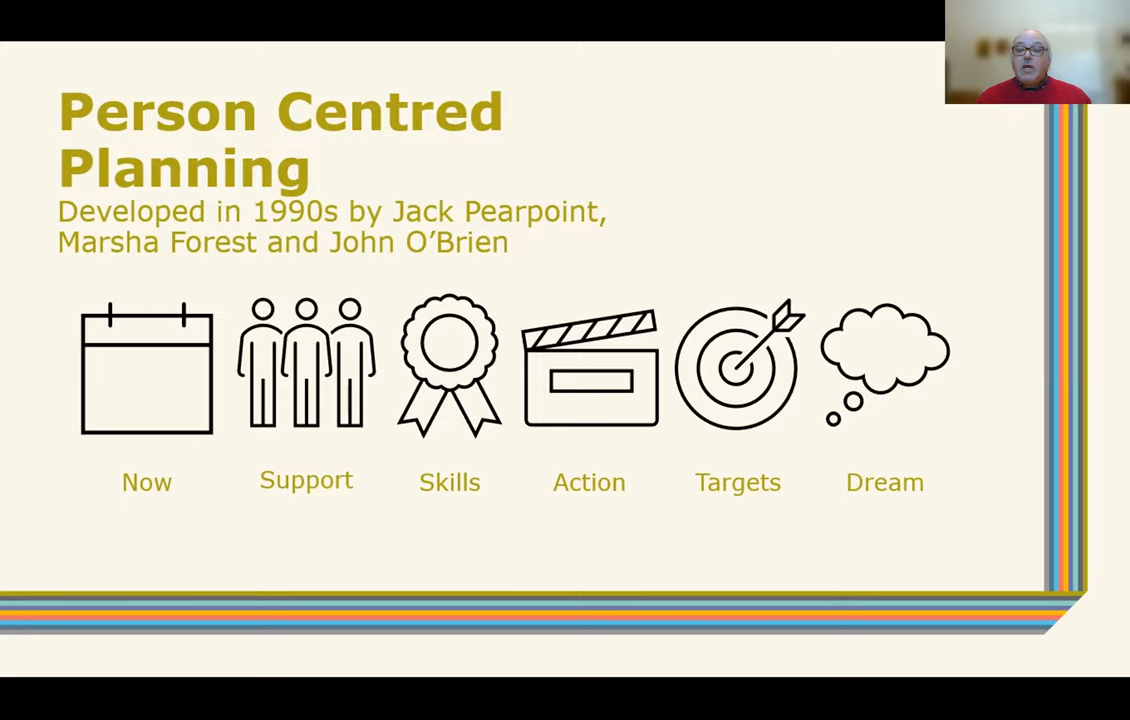 Person Centred
Planning
Developed in 1990s by Jack Pearpoint,
Marsha Forest and John O’Brien
Now
Support
Skills
Action
Targets
Dream